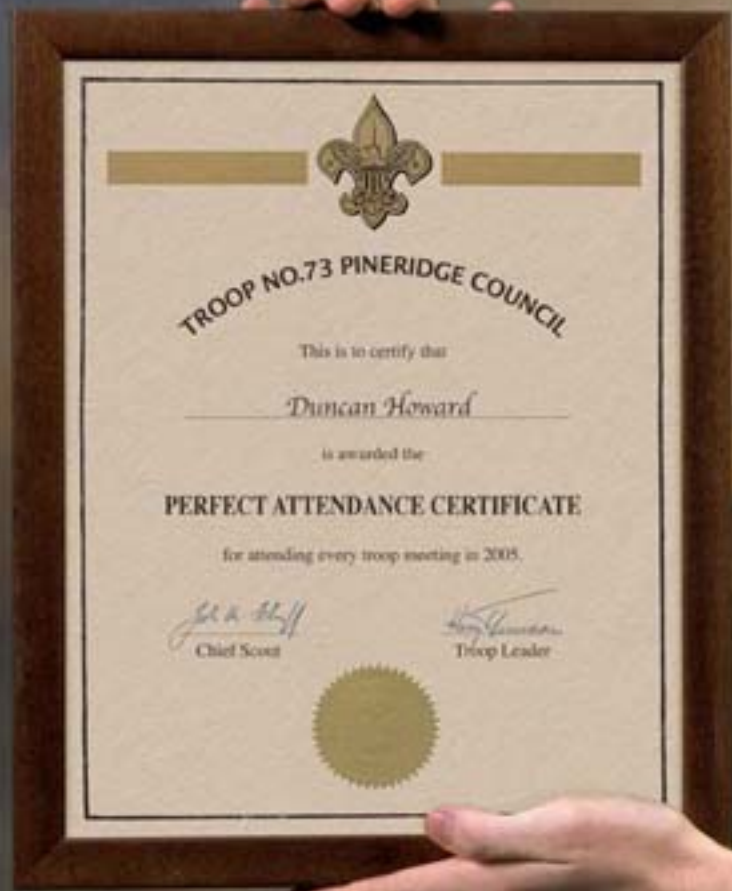 TROOP NO.73 PINERIDGE COUNCIL
This is to certify that
Duncan Howard
is awarded the
PERFECT ATTENDANCE CERTIFICATE
for attending every troop meeting in 2005.
Chief Scout
Troop Leader